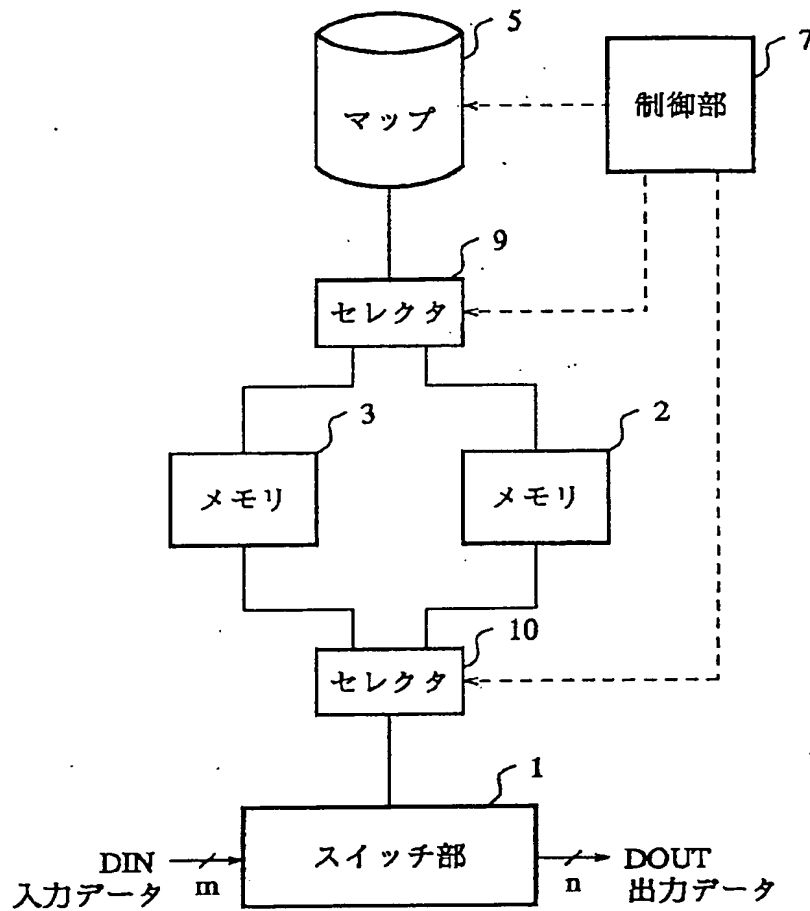 5
7
マップ
制御部
9
セレクタ
3
2
メモリ
メモリ
10
セレクタ
1
スイッチ部
DIN
m
入力データ
n
DOUT
出力データ